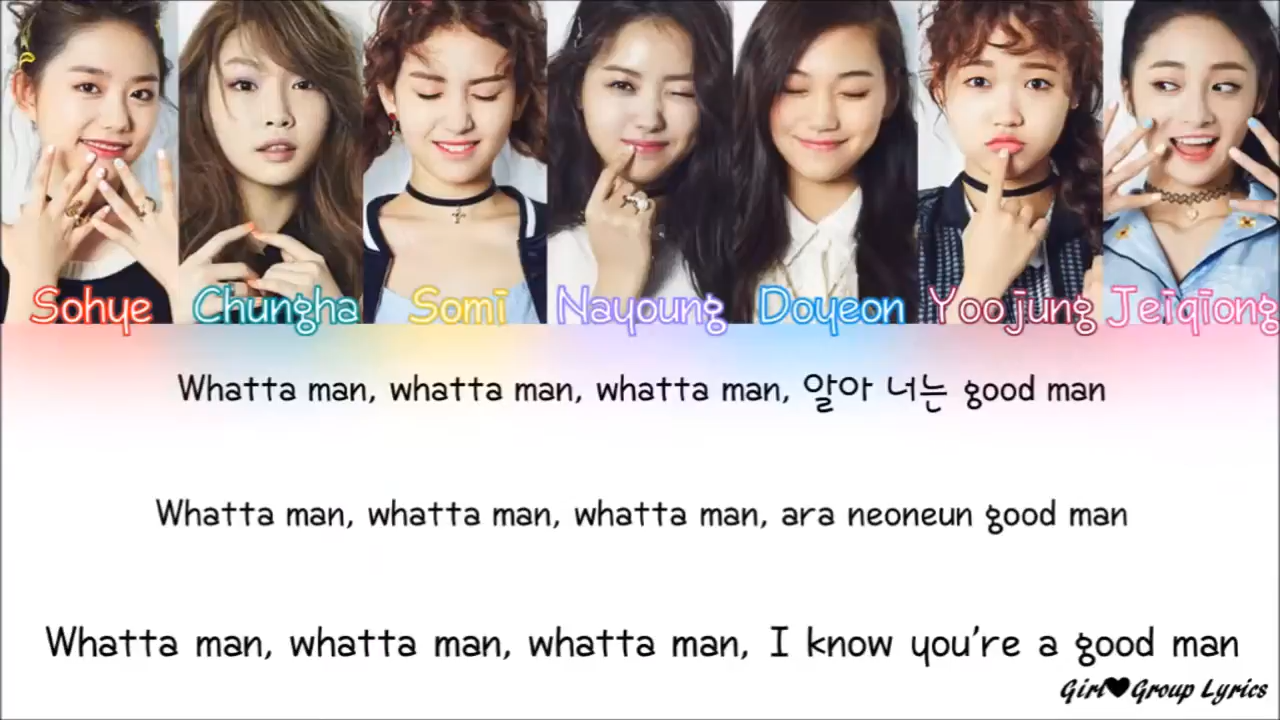 Sohye Chungha Somi Nayoung Doyeon Yoojung Jeiqiong
Whatta man, whatta man, whatta man, 알아 너는 good man
Whatta man, whatta man, whatta man, ara neoneun good man
Whatta man, whatta man, whatta man, I know you're a good man
Girl♥Group Lyrics